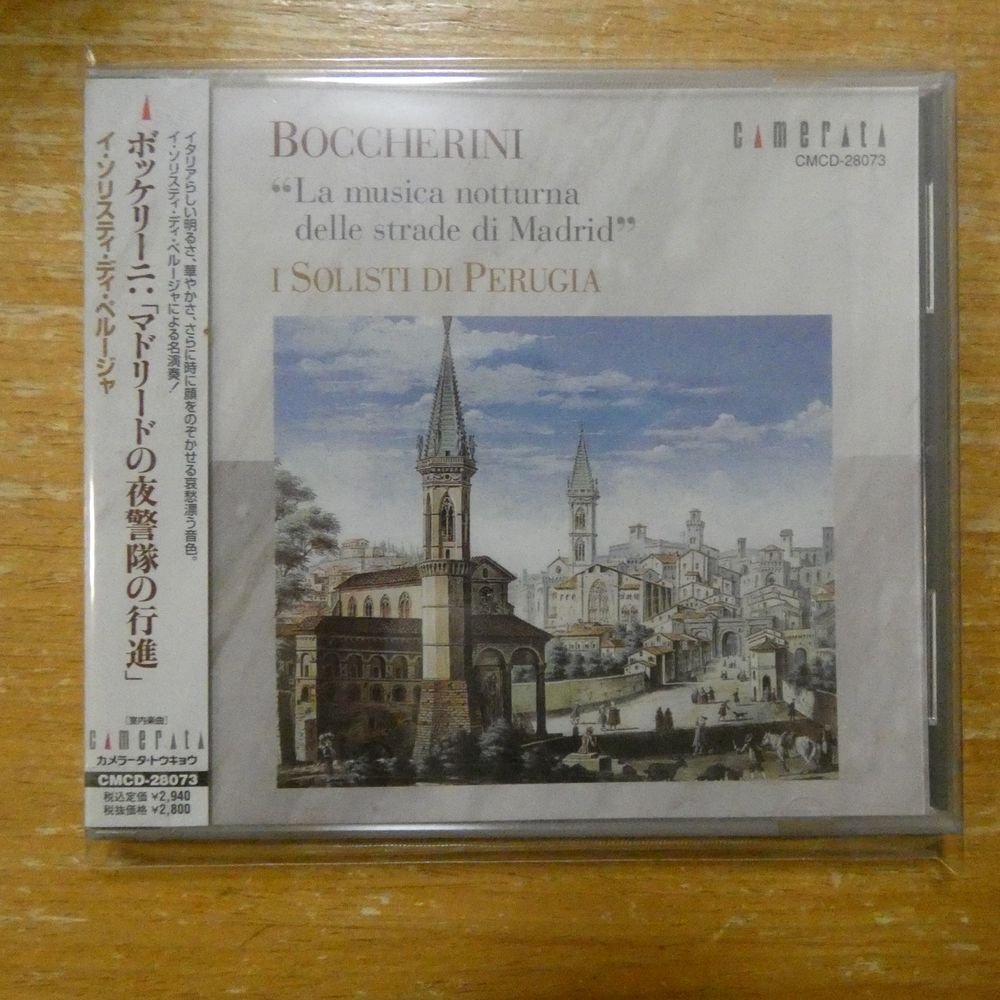 イタリアらしい明るさ、華やかさ、さらに時に顔をのぞかせる哀愁漂う音色。
イ・ソリスティ・ディ・ペルージャによる名演奏！
ボッケリーニ：「マドリードの夜警隊の行進」
イ・ソリスティ・ディ・ペルージャ
［室内楽曲］
camerata
カメラータ・トウキョウ
CMCD-28073
税込定価 ¥2,940
税抜価格 ¥2,800
BOCCHERINI
“La musica notturna
delle strade di Madrid”
I SOLISTI DI PERUGIA
camerata
CMCD-28073